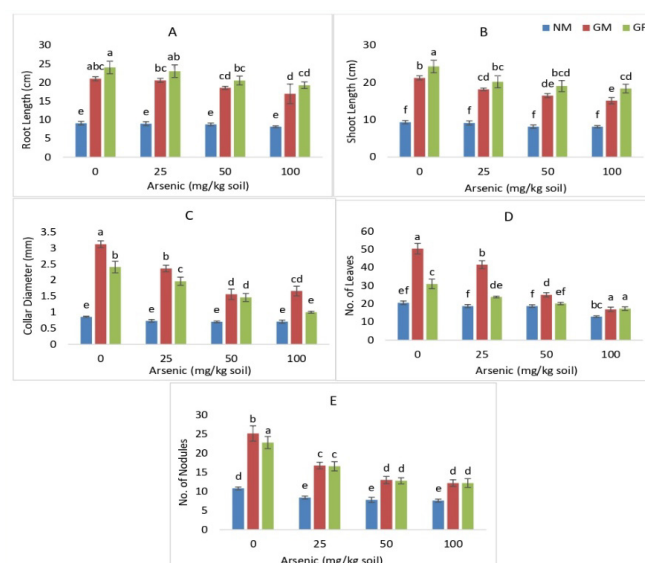 A
30
25
20
15
10
5
0
Root Length (cm)
e abc a e bc ab e cd bc e d cd
0 25 50 100
Arsenic (mg/kg soil)
B
NM GM GF
30
20
10
0
Shoot Length (cm)
f b a f cd bc f de bcd f e cd
0 25 50 100
Arsenic (mg/kg soil)
C
3.5
3
2.5
2
1.5
1
0.5
0
Collar Diameter (mm)
e a b e b c e d d e cd e
0 25 50 100
Arsenic (mg/kg soil)
D
60
50
40
30
20
10
0
No. of Leaves
ef a c f b de f d ef bc a a
0 25 50 100
Arsenic (mg/kg soil)
E
30
25
20
15
10
5
0
No. of Nodules
d b a e c c e d d e d d
0 25 50 100
Arsenic (mg/kg soil)